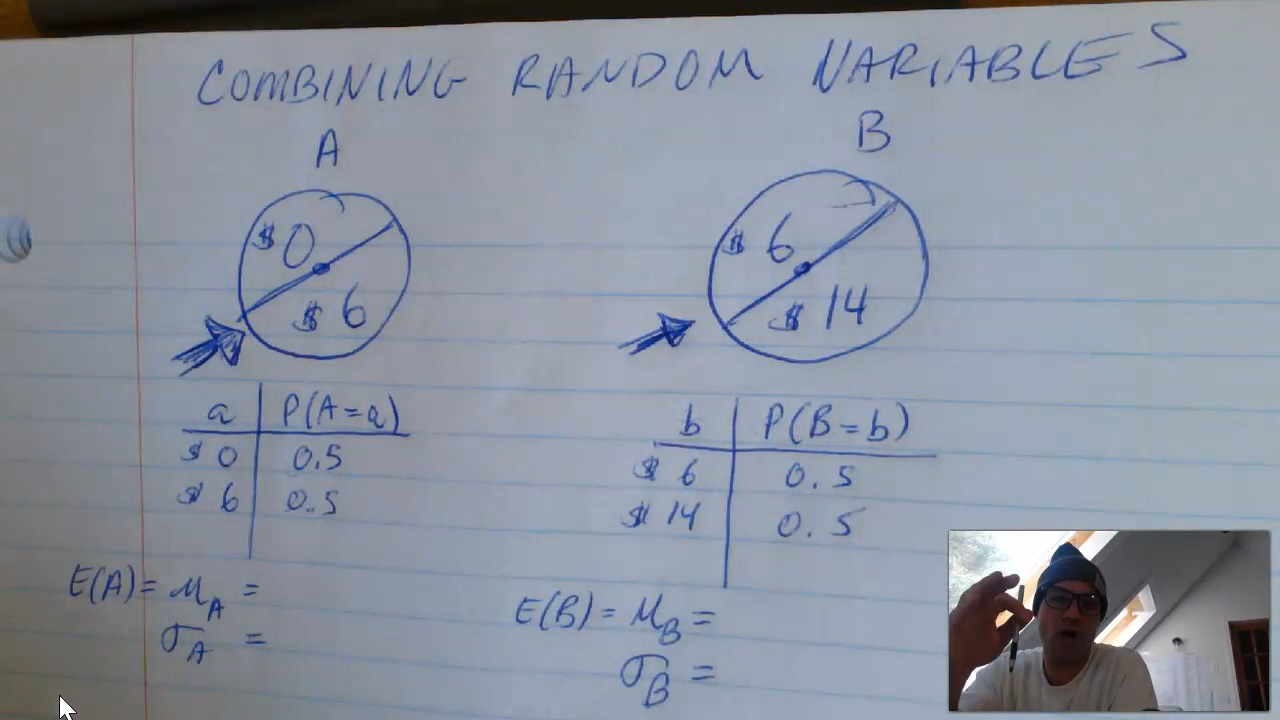 COMBINING RANDOM VARIABLES
A
B
$ 0
$ 6
$ 6
$ 14
a P(A=a)
$ 0 0.5
$ 6 0.5
b P(B=b)
$ 6 0.5
$ 14 0.5
E(A) = μA =
σA =
E(B) = μB =
σB =